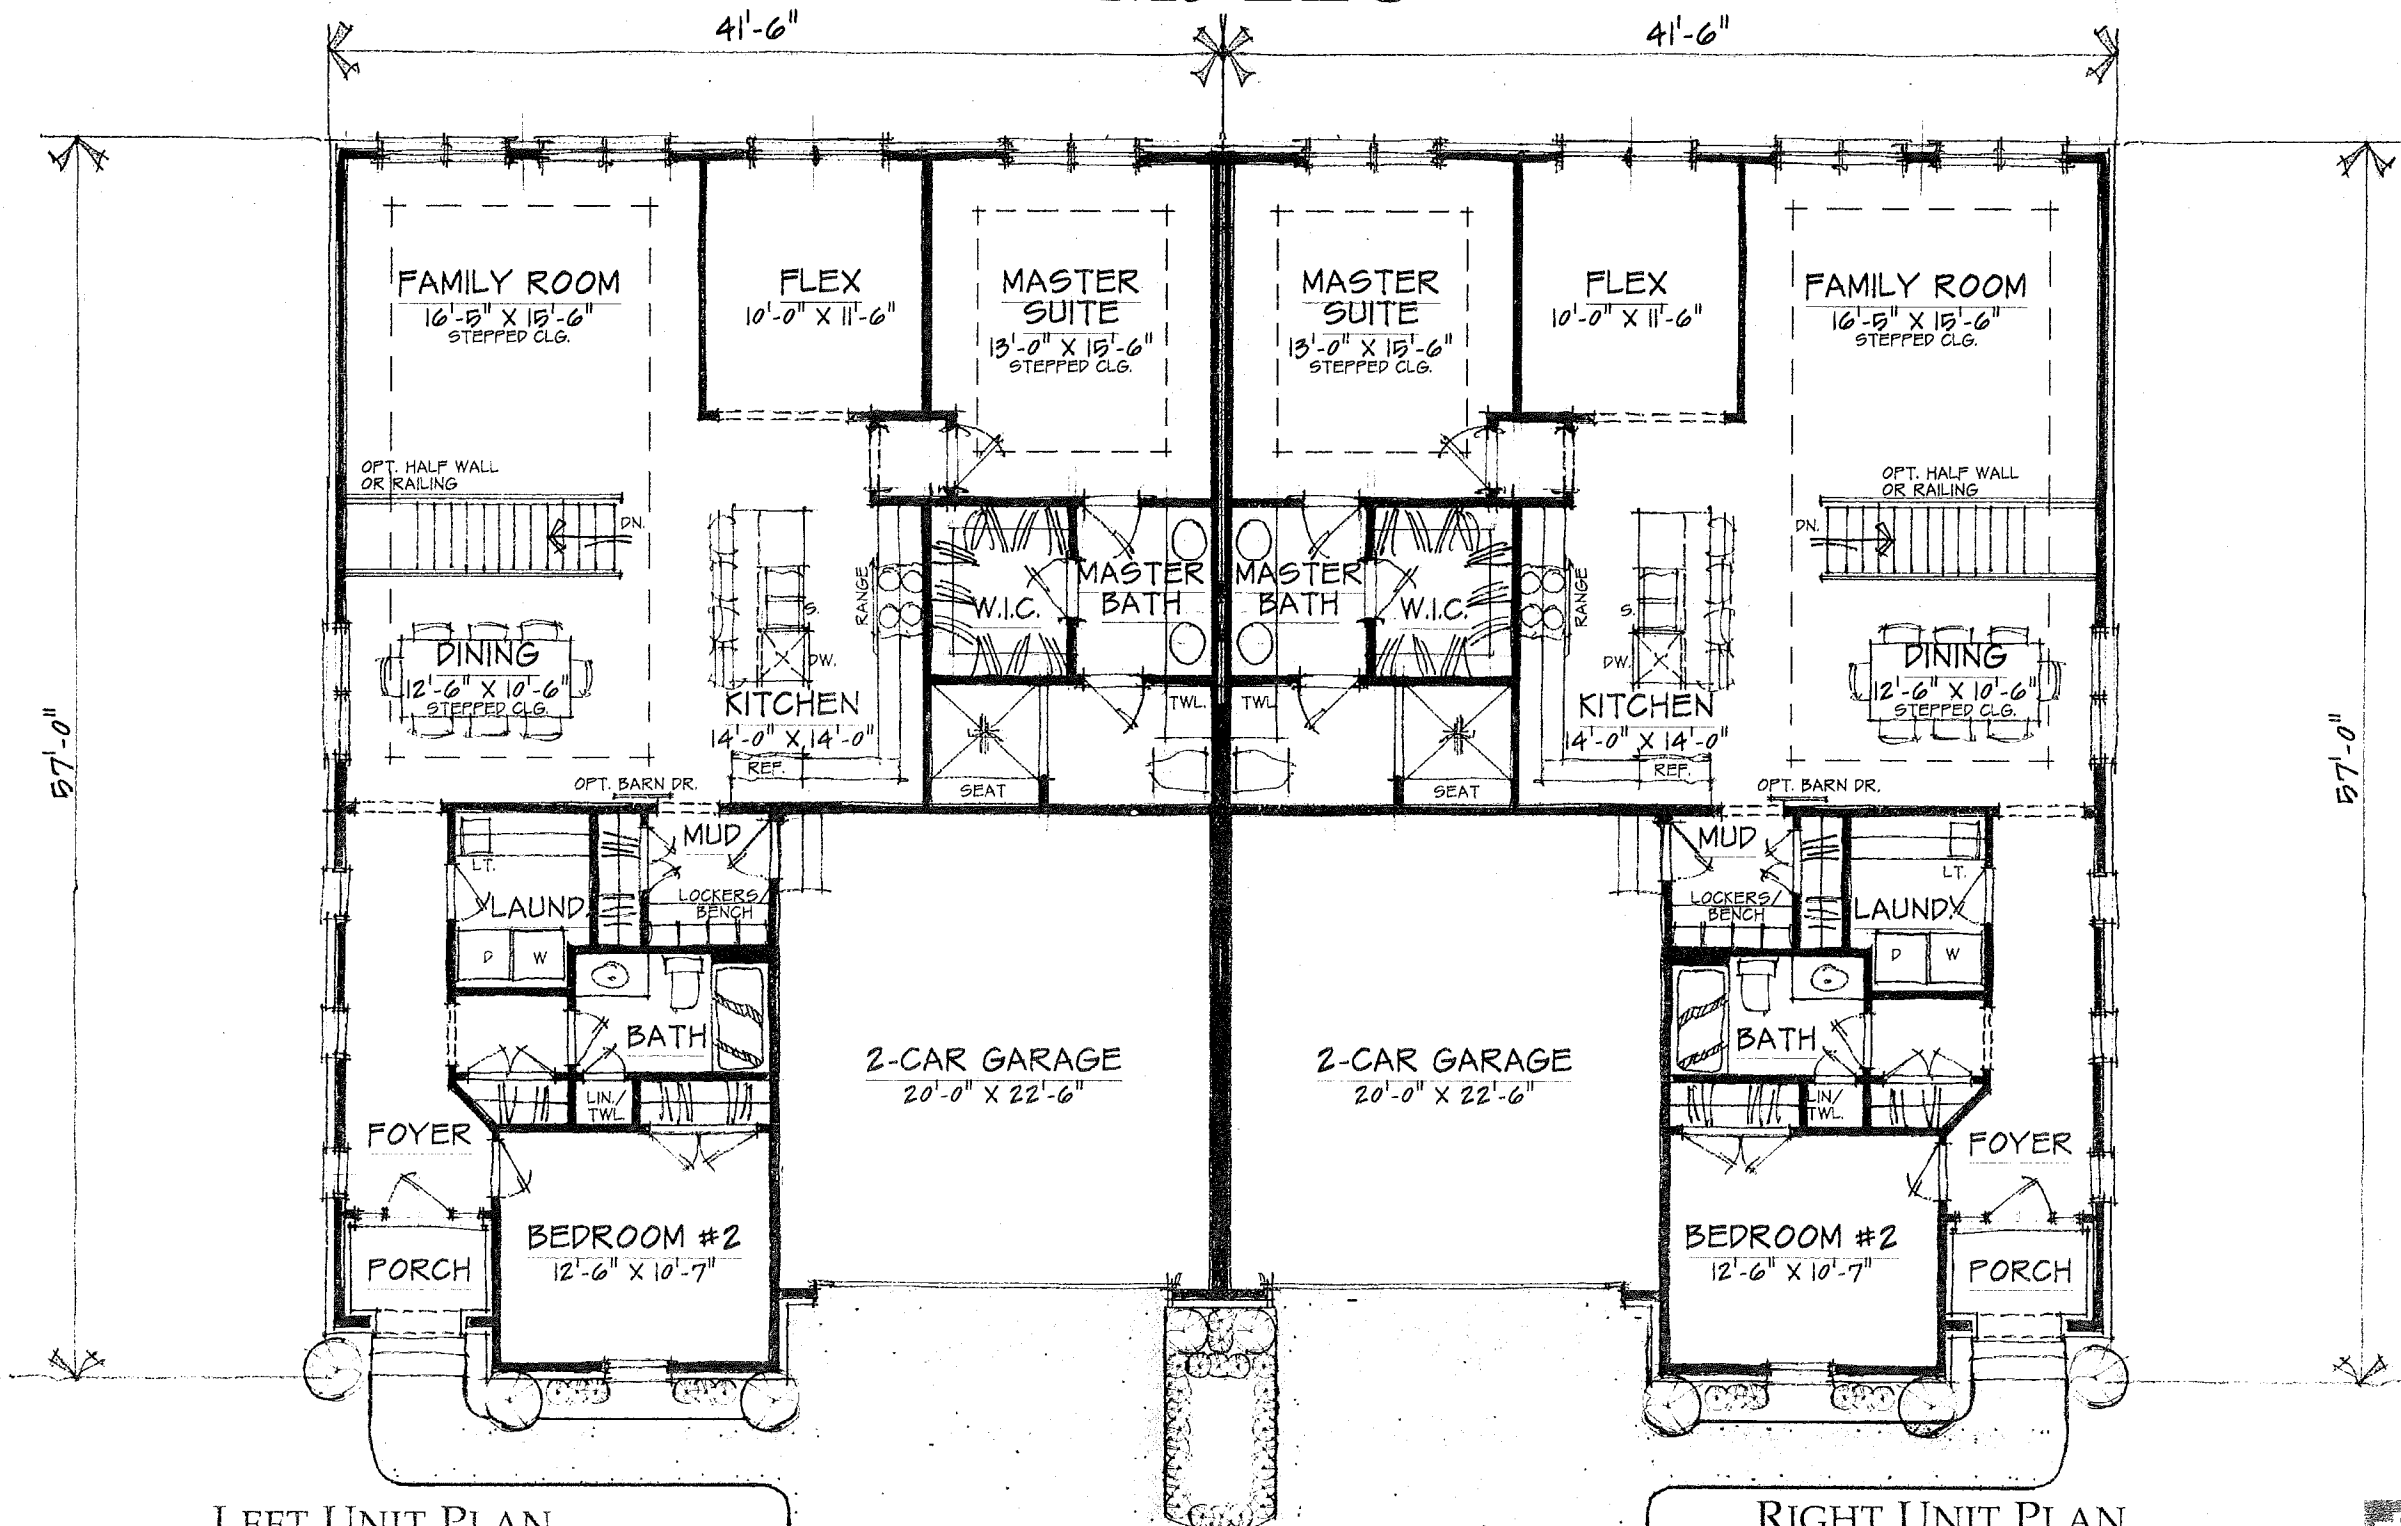 41'-6"
41'-6"
57'-0"
57'-0"
FAMILY ROOM
16'-5" X 15'-6"
STEPPED CLG.
FLEX
10'-0" X 11'-6"
MASTER
SUITE
13'-0" X 15'-6"
STEPPED CLG.
MASTER
SUITE
13'-0" X 15'-6"
STEPPED CLG.
FLEX
10'-0" X 11'-6"
FAMILY ROOM
16'-5" X 15'-6"
STEPPED CLG.
OPT. HALF WALL
OR RAILING
DN.
OPT. HALF WALL
OR RAILING
DN.
RANGE
S.
DW.
W.I.C.
MASTER
BATH
MASTER
BATH
W.I.C.
RANGE
S.
DW.
DINING
12'-6" X 10'-6"
STEPPED CLG.
KITCHEN
14'-0" X 14'-0"
REF.
TWL.
TWL
SEAT
SEAT
KITCHEN
14'-0" X 14'-0"
REF.
DINING
12'-6" X 10'-6"
STEPPED CLG.
OPT. BARN DR.
OPT. BARN DR.
MUD
LT.
LAUND.
LOCKERS/
BENCH
D
W
MUD
LOCKERS/
BENCH
LT.
LAUNDY
D
W
BATH
LIN./
TWL.
2-CAR GARAGE
20'-0" X 22'-6"
2-CAR GARAGE
20'-0" X 22'-6"
BATH
LIN/
TWL.
FOYER
FOYER
BEDROOM #2
12'-6" X 10'-7"
PORCH
BEDROOM #2
12'-6" X 10'-7"
PORCH
LEFT UNIT PLAN
RIGHT UNIT PLAN